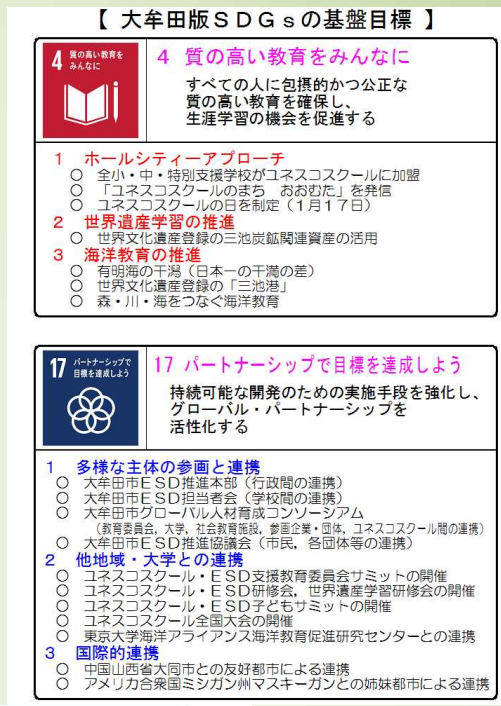 【 大牟田版SDGsの基盤目標 】
4 質の高い教育を
みんなに
4 質の高い教育をみんなに
すべての人に包摂的かつ公正な
質の高い教育を確保し、
生涯学習の機会を促進する
1 ホールシティーアプローチ
○ 全小・中・特別支援学校がユネスコスクールに加盟
○ 「ユネスコスクールのまち おおむた」を発信
○ ユネスコスクールの日を制定（1月17日）
2 世界遺産学習の推進
○ 世界文化遺産登録の三池炭鉱関連資産の活用
3 海洋教育の推進
○ 有明海の干潟（日本一の干満の差）
○ 世界文化遺産登録の「三池港」
○ 森・川・海をつなぐ海洋教育
17 パートナーシップで
目標を達成しよう
17 パートナーシップで目標を達成しよう
持続可能な開発のための実施手段を強化し、
グローバル・パートナーシップを
活性化する
1 多様な主体の参画と連携
○ 大牟田市ESD推進本部（行政間の連携）
○ 大牟田市ESD担当者会（学校間の連携）
○ 大牟田市グローバル人材育成コンソーシアム
（教育委員会，大学，社会教育施設，参画企業・団体，ユネスコスクール間の連携）
○ 大牟田市ESD推進協議会（市民，各団体等の連携）
2 他地域・大学との連携
○ ユネスコスクール・ESD支援教育委員会サミットの開催
○ ユネスコスクール・ESD研修会，世界遺産学習研修会の開催
○ ユネスコスクール・ESD子どもサミットの開催
○ ユネスコスクール全国大会の開催
○ 東京大学海洋アライアンス海洋教育促進研究センターとの連携
3 国際的連携
○ 中国山西省大同市との友好都市による連携
○ アメリカ合衆国ミシガン州マスキーガンとの姉妹都市による連携